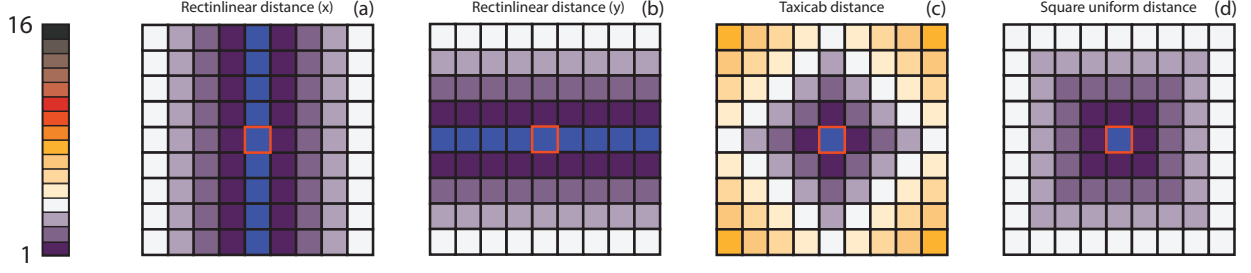 16
1
Rectinlinear distance (x) (a)
Rectinlinear distance (y) (b)
Taxicab distance (c)
Square uniform distance (d)